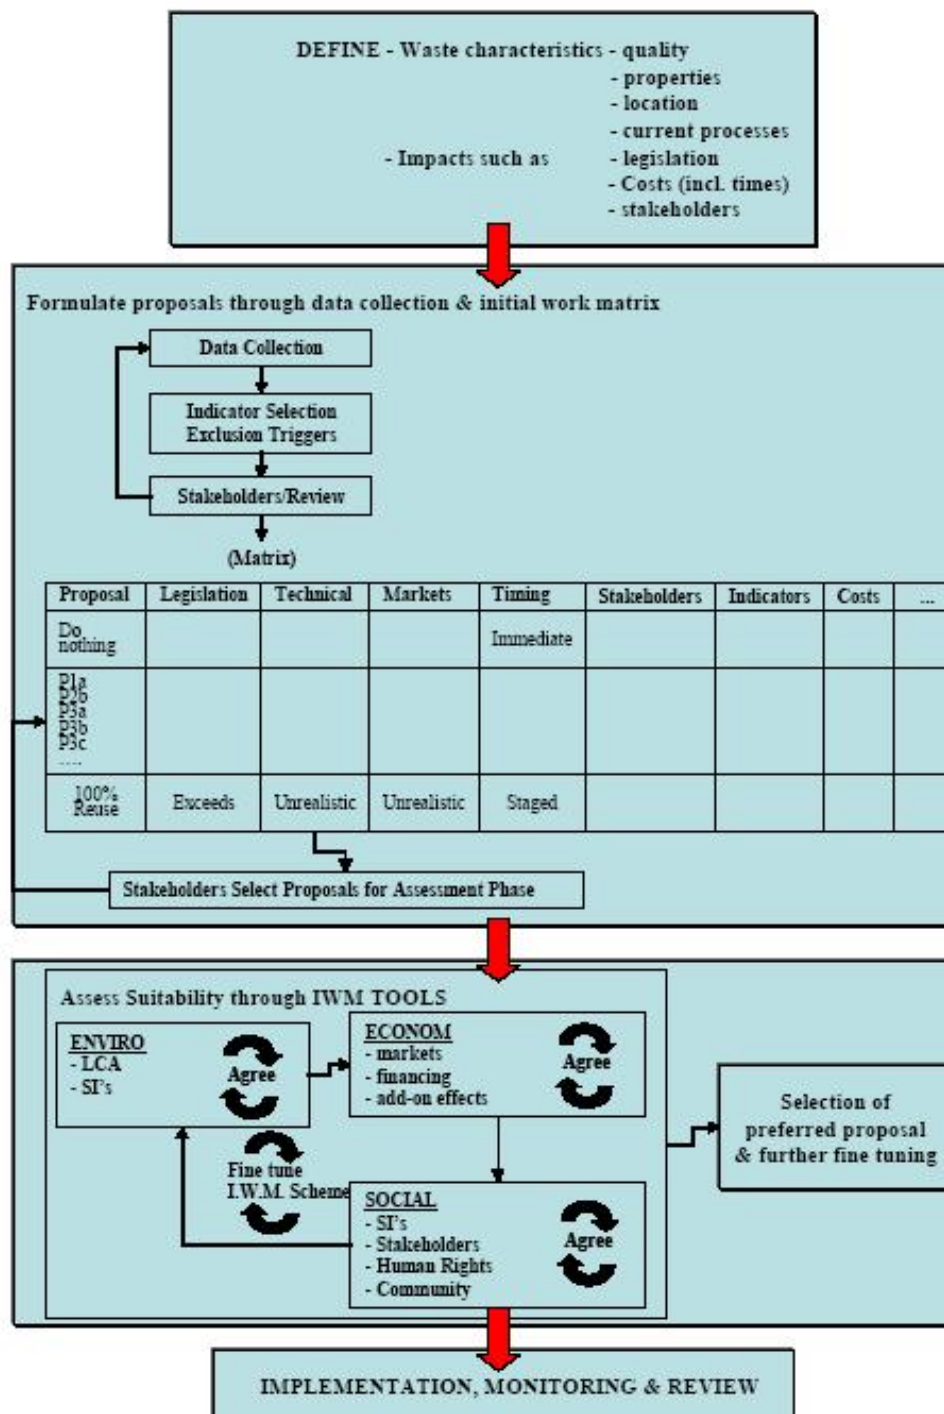 DEFINE - Waste characteristics - quality
- properties
- location
- current processes
- Impacts such as - legislation
- Costs (incl. times)
- stakeholders
Formulate proposals through data collection & initial work matrix
Data Collection
Indicator Selection
Exclusion Triggers
Stakeholders/Review
(Matrix)
Proposal Legislation Technical Markets Timing Stakeholders Indicators Costs ...
Do
nothing
Immediate
P1a
P2b
P3a
P3b
P3c
.....
100%
Reuse
Exceeds Unrealistic Unrealistic Staged
Stakeholders Select Proposals for Assessment Phase
Assess Suitability through IWM TOOLS
ENVIRO
- LCA
- SI's
Agree
ECONOM
- markets
- financing
- add-on effects
Agree
Selection of
preferred proposal
& further fine tuning
Fine tune
I.W.M. Scheme
SOCIAL
- SI's
- Stakeholders
- Human Rights
- Community
Agree
IMPLEMENTATION, MONITORING & REVIEW